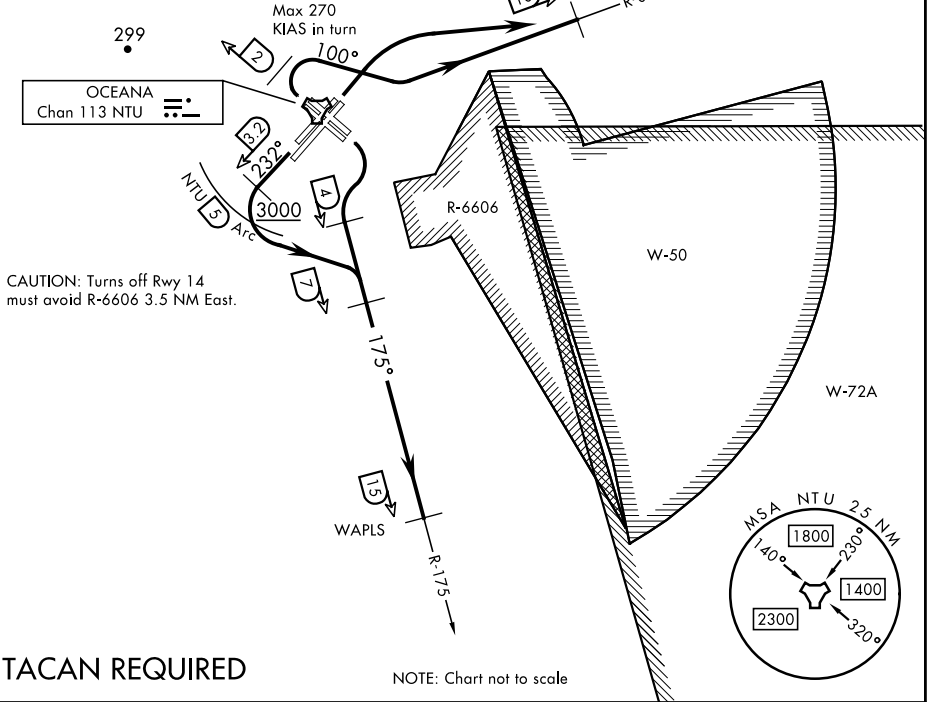 Max 270
KIAS in turn
299
2
100°
OCEANA
Chan 113 NTU
3.2
232°
NTU 5 Arc
3000
4
R-6606
W-50
CAUTION: Turns off Rwy 14
must avoid R-6606 3.5 NM East.
7
175°
W-72A
15
WAPLS
R-175
MSA NTU 25 NM
1800
140°
230°
1400
2300
320°
TACAN REQUIRED
NOTE: Chart not to scale